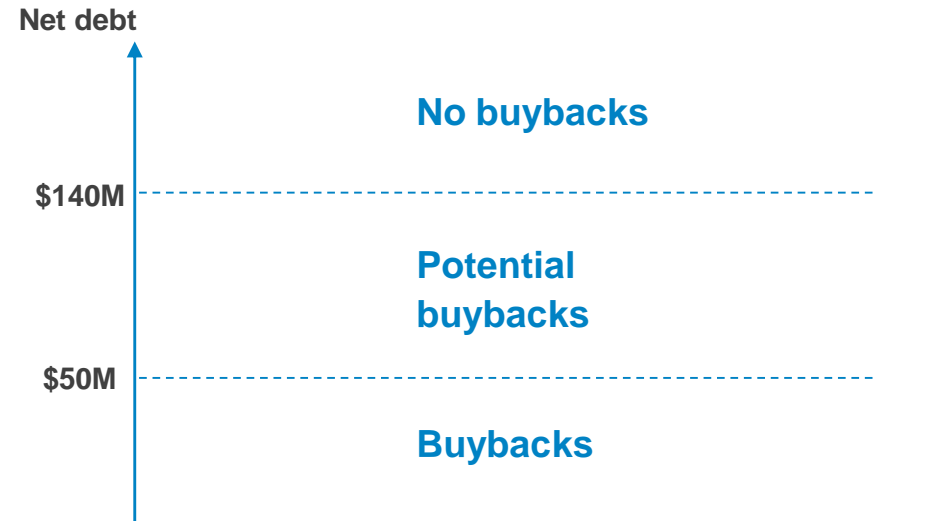 Net debt
No buybacks
$140M
Potential
buybacks
$50M
Buybacks